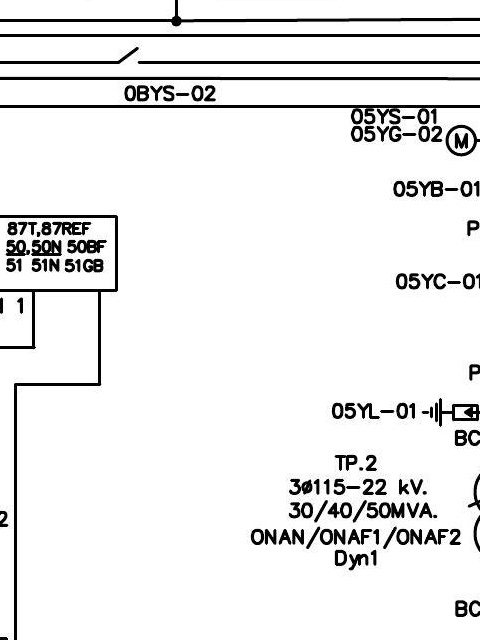 0BYS-02
05YS-01
05YG-02
M
05YB-01
87T,87REF
50,50N 50BF
51 51N 51GB
P
05YC-01
1 1
P
05YL-01
BC
TP.2
3ø115-22 kV.
30/40/50MVA.
2
ONAN/ONAF1/ONAF2
Dyn1
BC